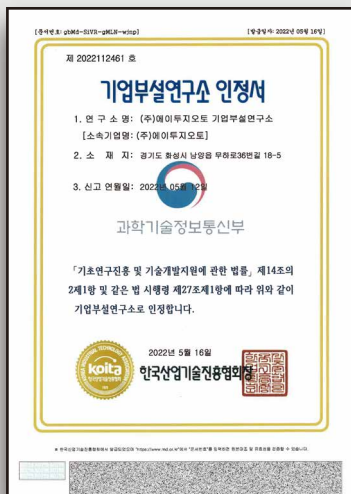 [문서번호: gbMS-SiVR-gMLN-wjnp] [발급일자: 2022년 05월 16일]
제 2022112461 호
기업부설연구소 인정서
1. 연 구 소 명: (주)에이투지오토 기업부설연구소
[소속기업명: (주)에이투지오토]
2. 소 재 지: 경기도 화성시 남양읍 무하로36번길 18-5
3. 신고 연월일: 2022년 05월 12일
과학기술정보통신부
「기초연구진흥 및 기술개발지원에 관한 법률」 제14조의
2제1항 및 같은 법 시행령 제27조제1항에 따라 위와 같이
기업부설연구소로 인정합니다.
2022년 5월 16일
koita
한국산업기술진흥협회장